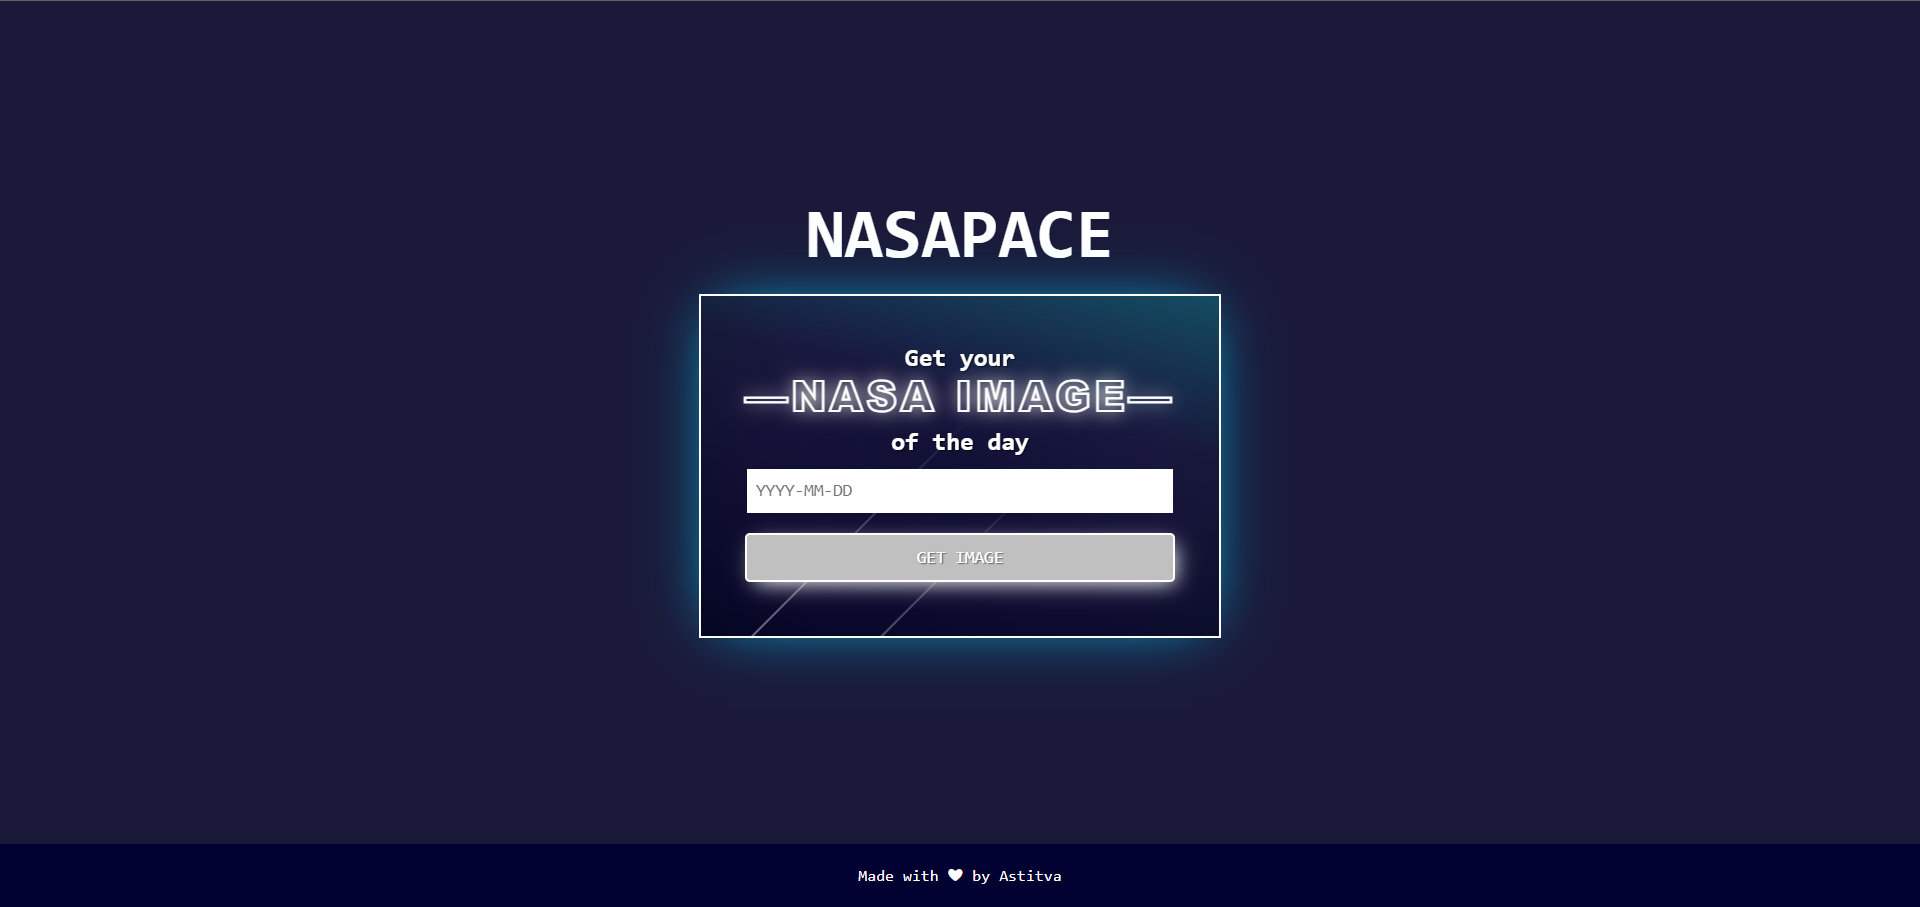 NASAPACE
Get your
—NASA IMAGE—
of the day
YYYY-MM-DD
GET IMAGE
Made with 🤍 by Astitva